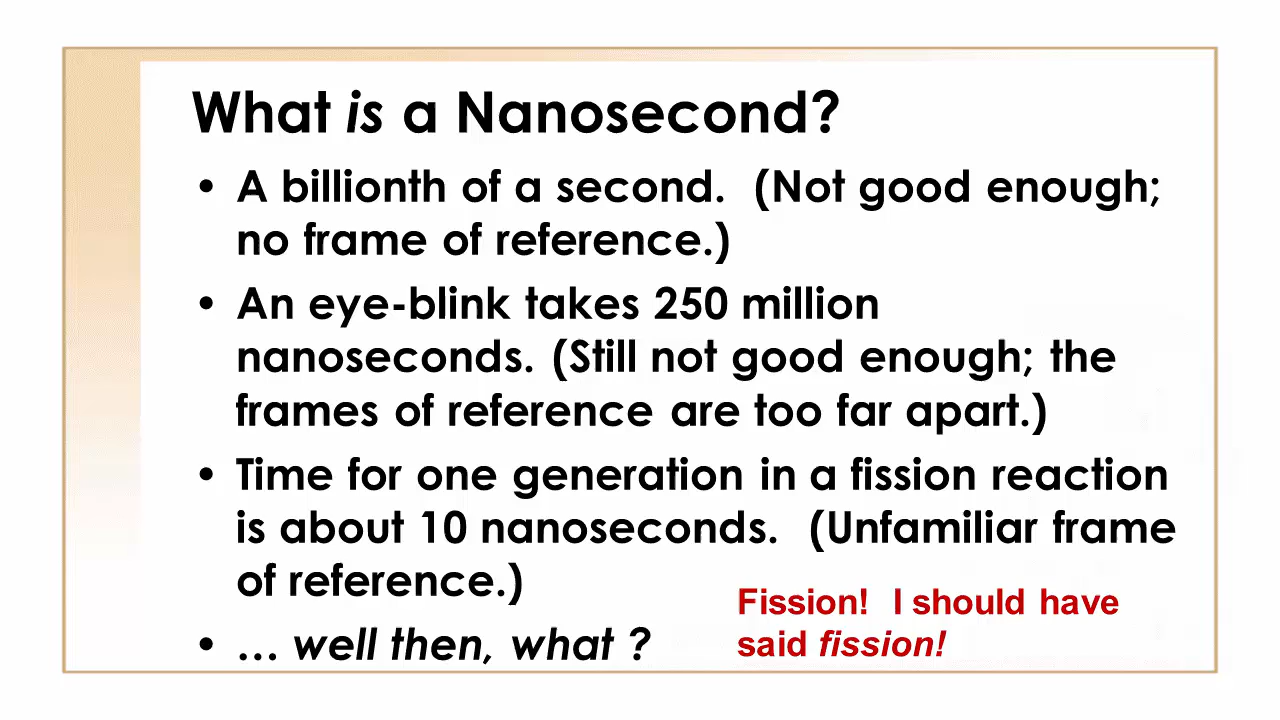 What is a Nanosecond?
• A billionth of a second.  (Not good enough;
no frame of reference.)
• An eye-blink takes 250 million
nanoseconds. (Still not good enough; the
frames of reference are too far apart.)
• Time for one generation in a fission reaction
is about 10 nanoseconds.  (Unfamiliar frame
of reference.)
• … well then, what ?
Fission!  I should have
said fission!